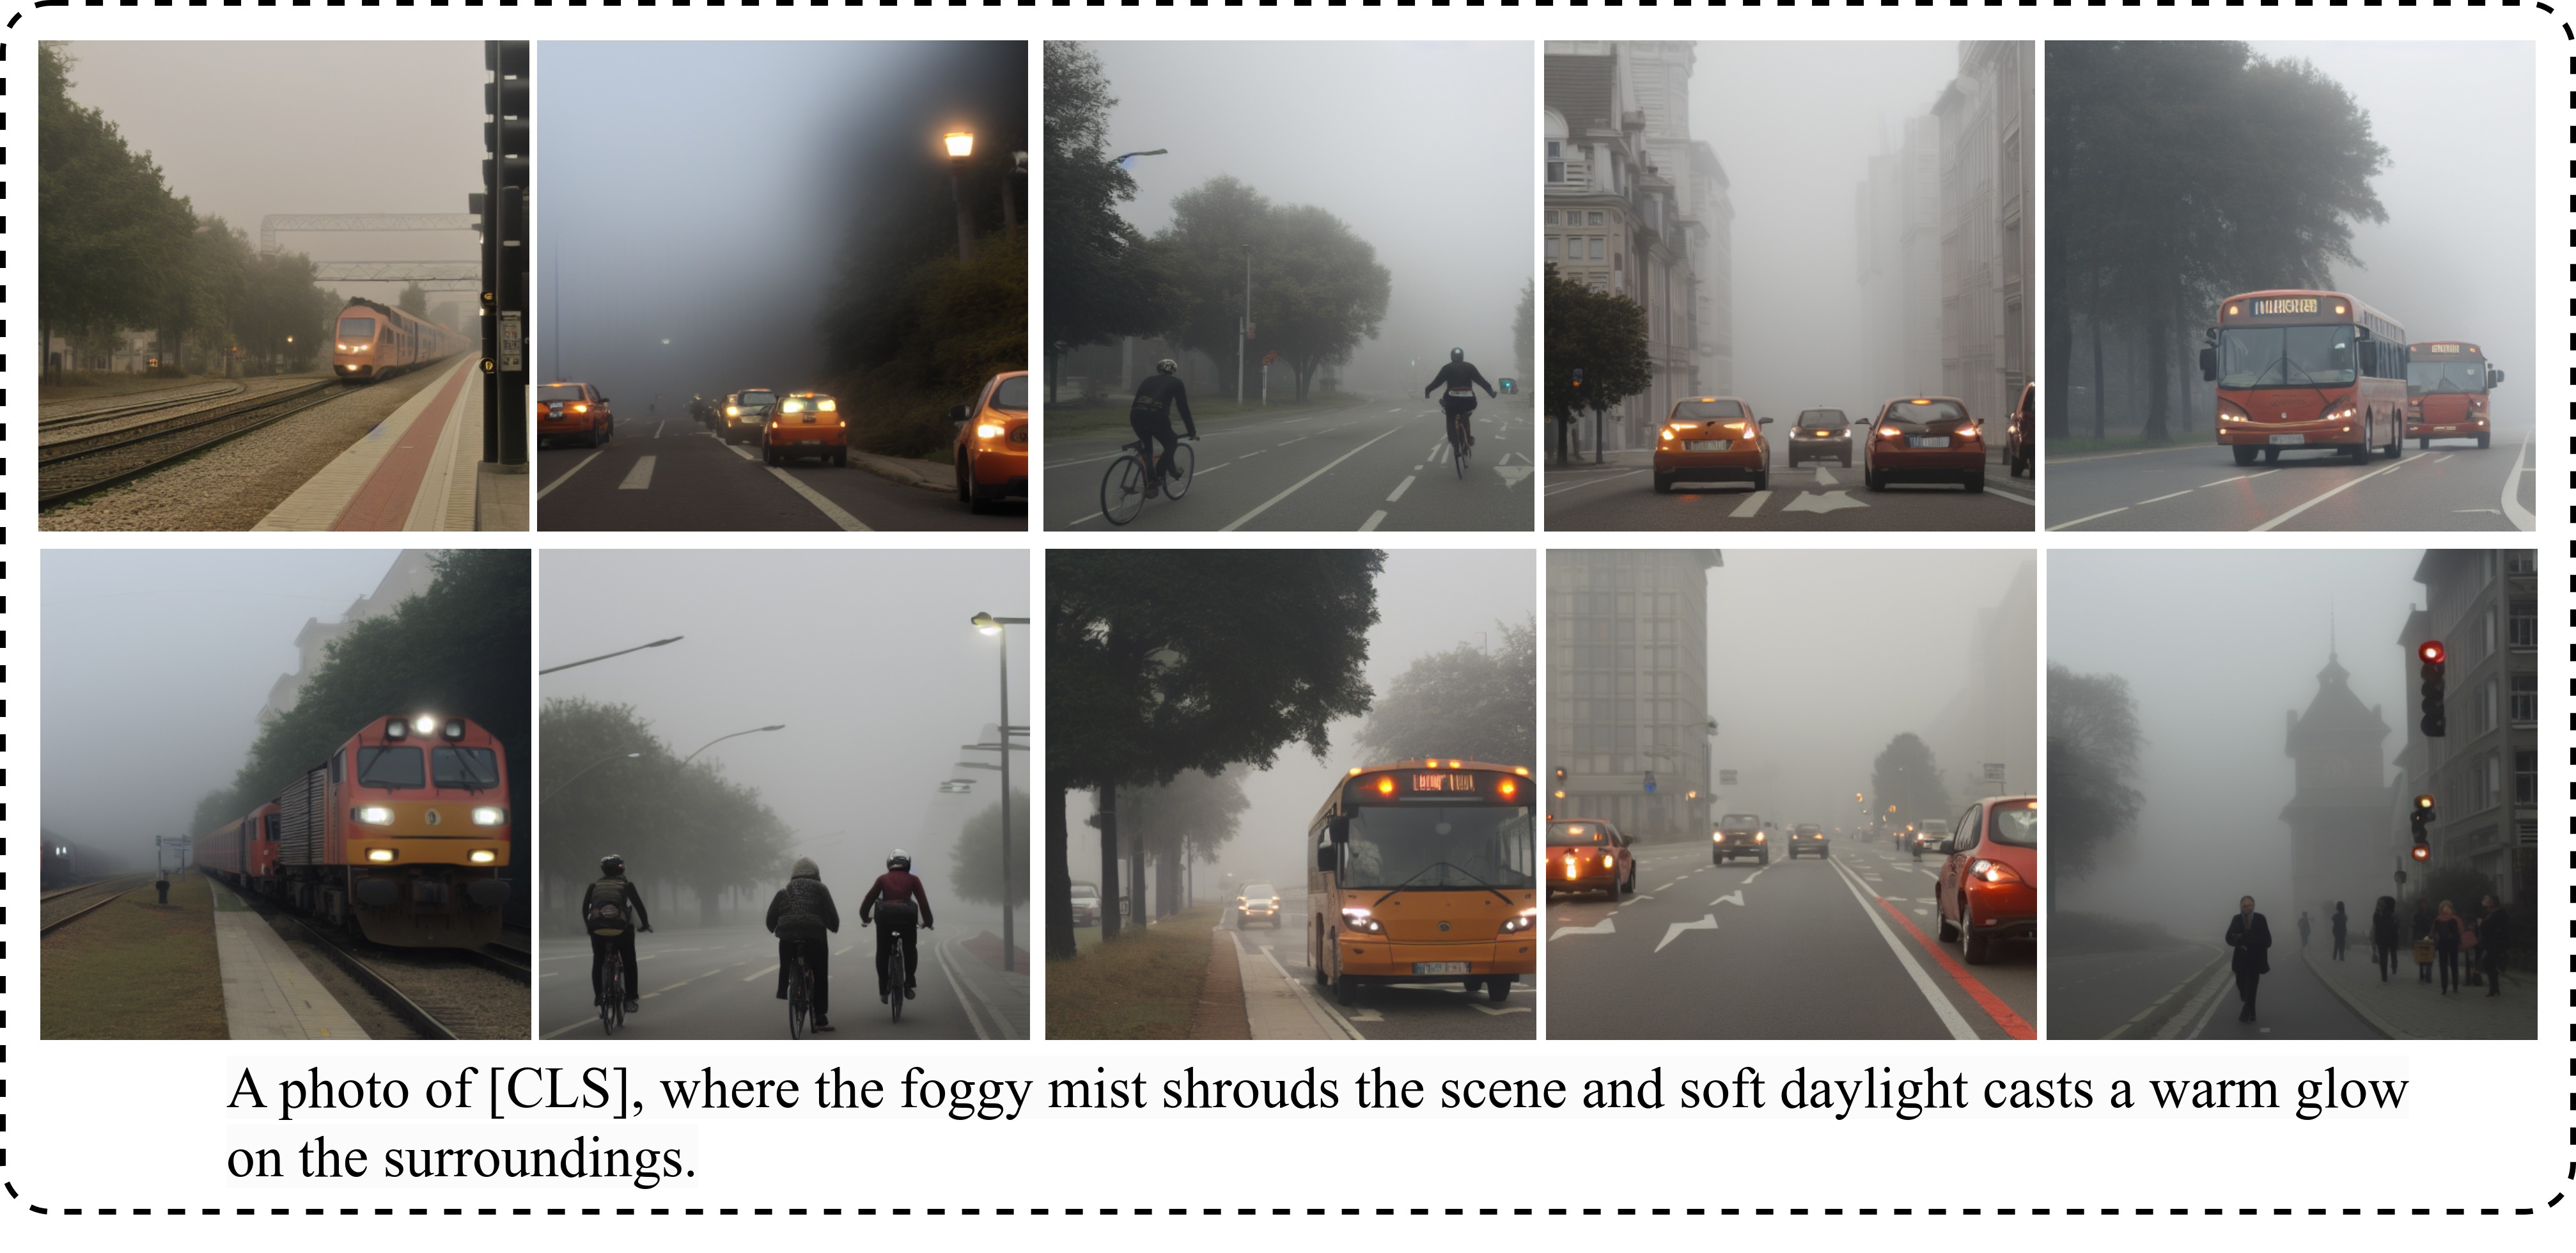 A photo of [CLS], where the foggy mist shrouds the scene and soft daylight casts a warm glow
on the surroundings.